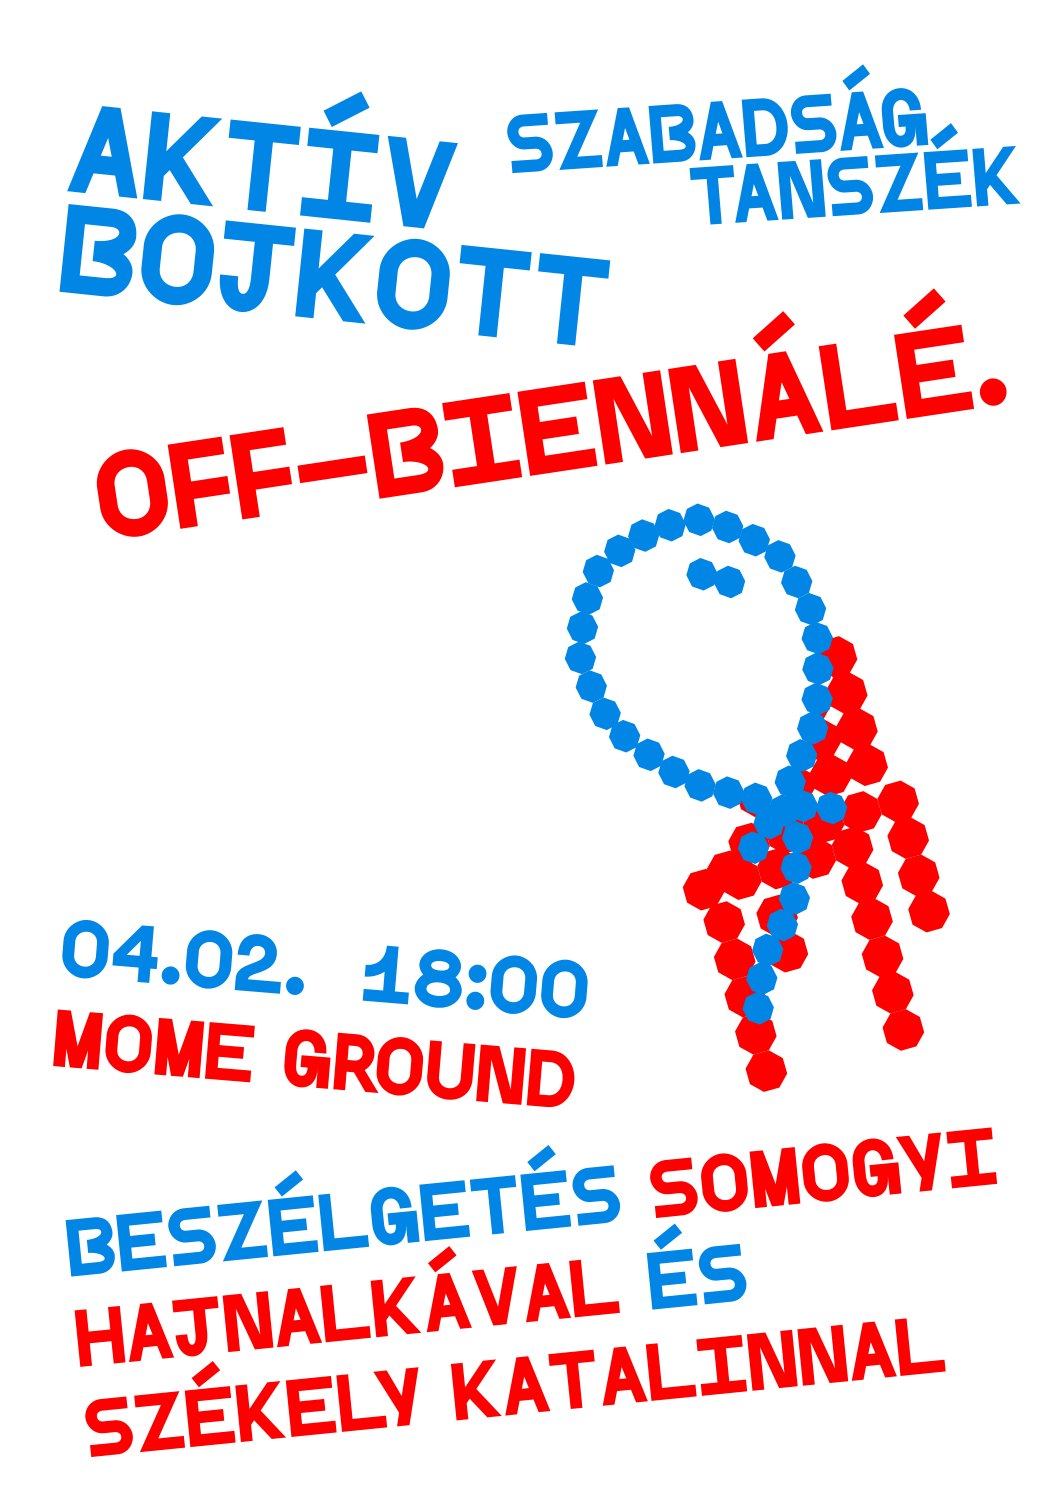 AKTÍV
BOJKOTT
SZABADSÁG
TANSZÉK
OFF—BIENNÁLÉ.
04.02. 18:00
MOME GROUND
BESZÉLGETÉS SOMOGYI
HAJNALKÁVAL ÉS
SZÉKELY KATALINNAL